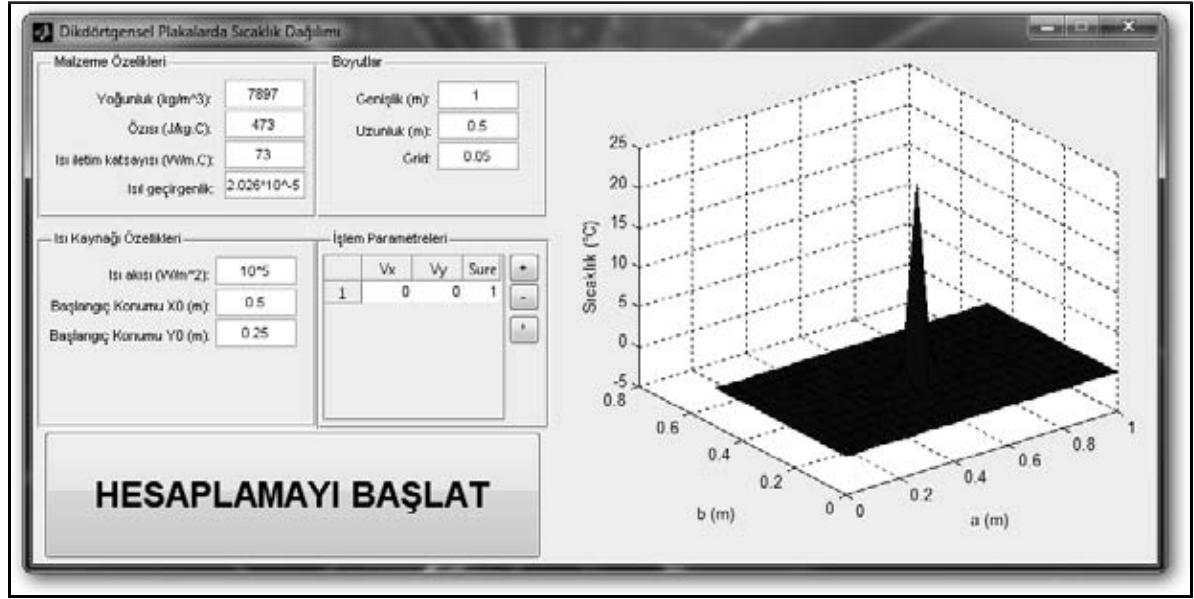 Dikdörtgensel Plakalarda Sıcaklık Dağılımı
Malzeme Özelikleri
Yoğunluk (kg/m^3): 7897
Özısı (J/kg.C): 473
Isı iletim katsayısı (W/m.C): 73
Isıl geçirgenlik: 2.026*10^-5
Boyutlar
Genişlik (m): 1
Uzunluk (m): 0.5
Grid: 0.05
Isı Kaynağı Özellikleri
Isı akısı (W/m^2): 10^5
Başlangıç Konumu X0 (m): 0.5
Başlangıç Konumu Y0 (m): 0.25
İşlem Parametreleri
Vx Vy Sure
1 0 0 1
+
-
'
HESAPLAMAYI BAŞLAT
Sıcaklık (°C)
25
20
15
10
5
0
-5
0.8
0.6
0.4
0.2
0
b (m)
0
0.2
0.4
0.6
0.8
1
a (m)